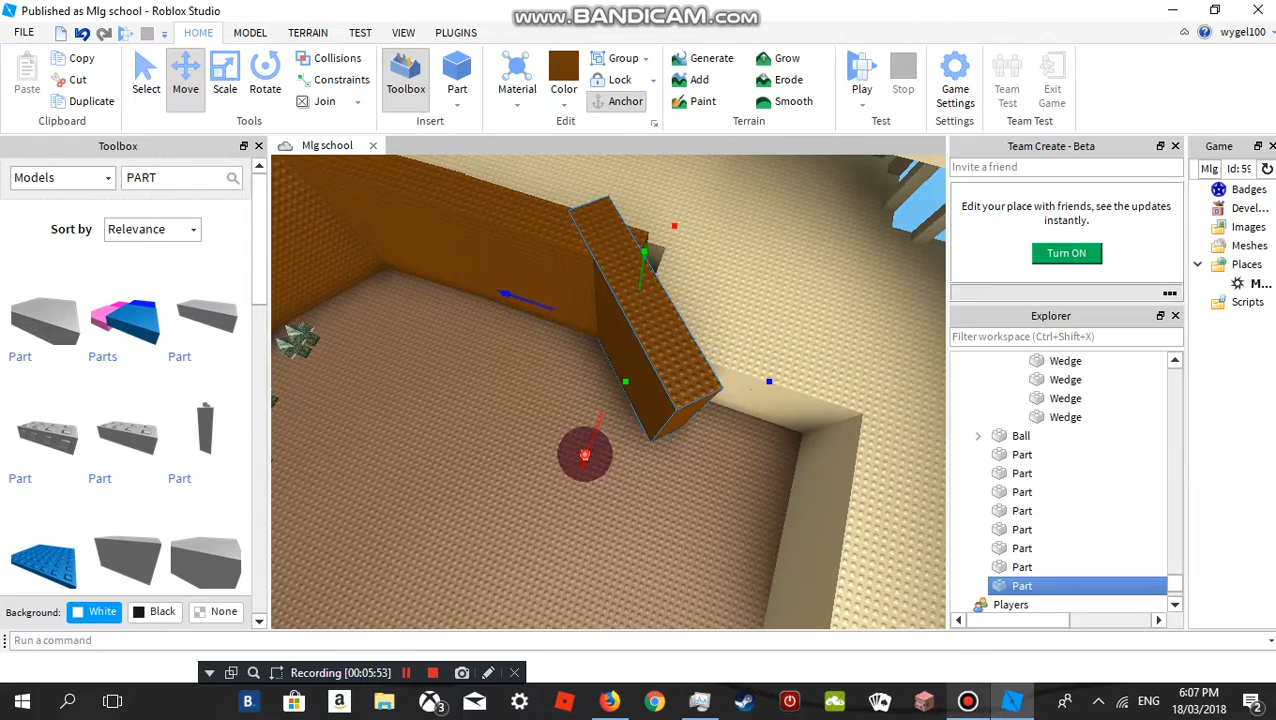 Published as Mlg school - Roblox Studio
www.BANDICAM.com
FILE HOME MODEL TERRAIN TEST VIEW PLUGINS wygel100
Paste Copy Cut Duplicate
Clipboard
Select Move Scale Rotate
Collisions
Constraints
Join
Tools
Toolbox Part
Insert
Material Color
Group
Lock
Anchor
Edit
Generate Grow
Add Erode
Paint Smooth
Terrain
Play Stop
Test
Game Settings
Settings
Team Test Exit Game
Team Test
Toolbox
Mlg school
Team Create - Beta
Game
Models PART
Invite a friend
Mlg Id: 59
Sort by Relevance
Edit your place with friends, see the updates instantly.
Turn ON
Badges
Devel...
Images
Meshes
Places
M...
Scripts
Explorer
Filter workspace (Ctrl+Shift+X)
Part Parts Part
Part Part Part
Wedge
Wedge
Wedge
Wedge
Ball
Part
Part
Part
Part
Part
Part
Part
Part
Players
Background: White Black None
Run a command
Recording [00:05:53]
B. a 3 ENG 6:07 PM
18/03/2018 2